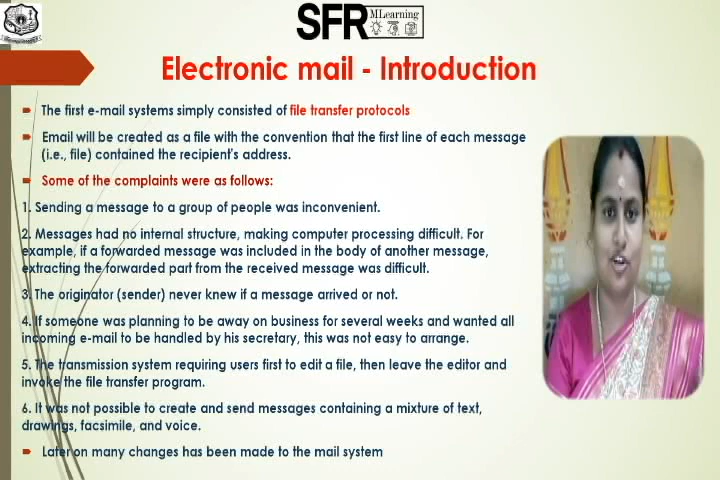 SFR MLearning
Electronic mail - Introduction
The first e-mail systems simply consisted of file transfer protocols
Email will be created as a file with the convention that the first line of each message
(i.e., file) contained the recipient's address.
Some of the complaints were as follows:
1. Sending a message to a group of people was inconvenient.
2. Messages had no internal structure, making computer processing difficult. For
example, if a forwarded message was included in the body of another message,
extracting the forwarded part from the received message was difficult.
3. The originator (sender) never knew if a message arrived or not.
4. If someone was planning to be away on business for several weeks and wanted all
incoming e-mail to be handled by his secretary, this was not easy to arrange.
5. The transmission system requiring users first to edit a file, then leave the editor and
invoke the file transfer program.
6. It was not possible to create and send messages containing a mixture of text,
drawings, facsimile, and voice.
Later on many changes has been made to the mail system